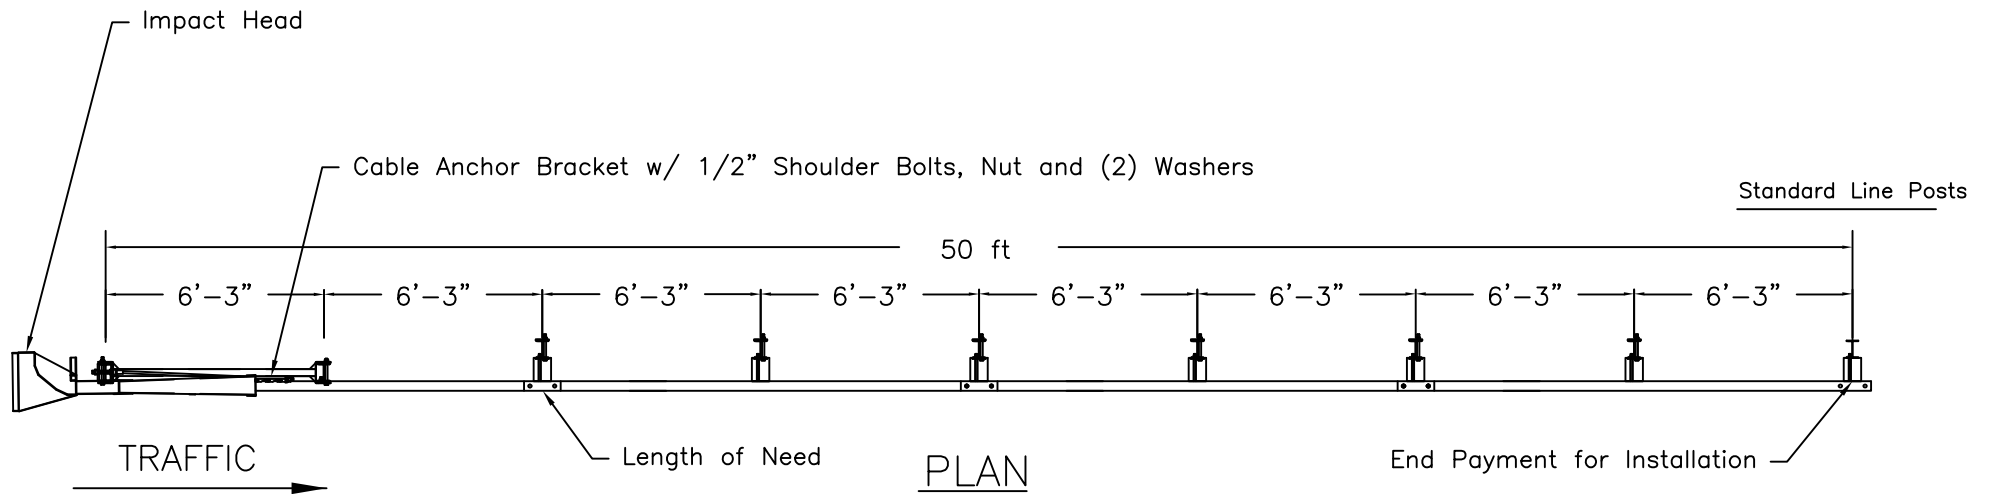 Impact Head
Cable Anchor Bracket w/ 1/2" Shoulder Bolts, Nut and (2) Washers
Standard Line Posts
50 ft
6'-3" 6'-3" 6'-3" 6'-3" 6'-3" 6'-3" 6'-3" 6'-3"
TRAFFIC
Length of Need
PLAN
End Payment for Installation